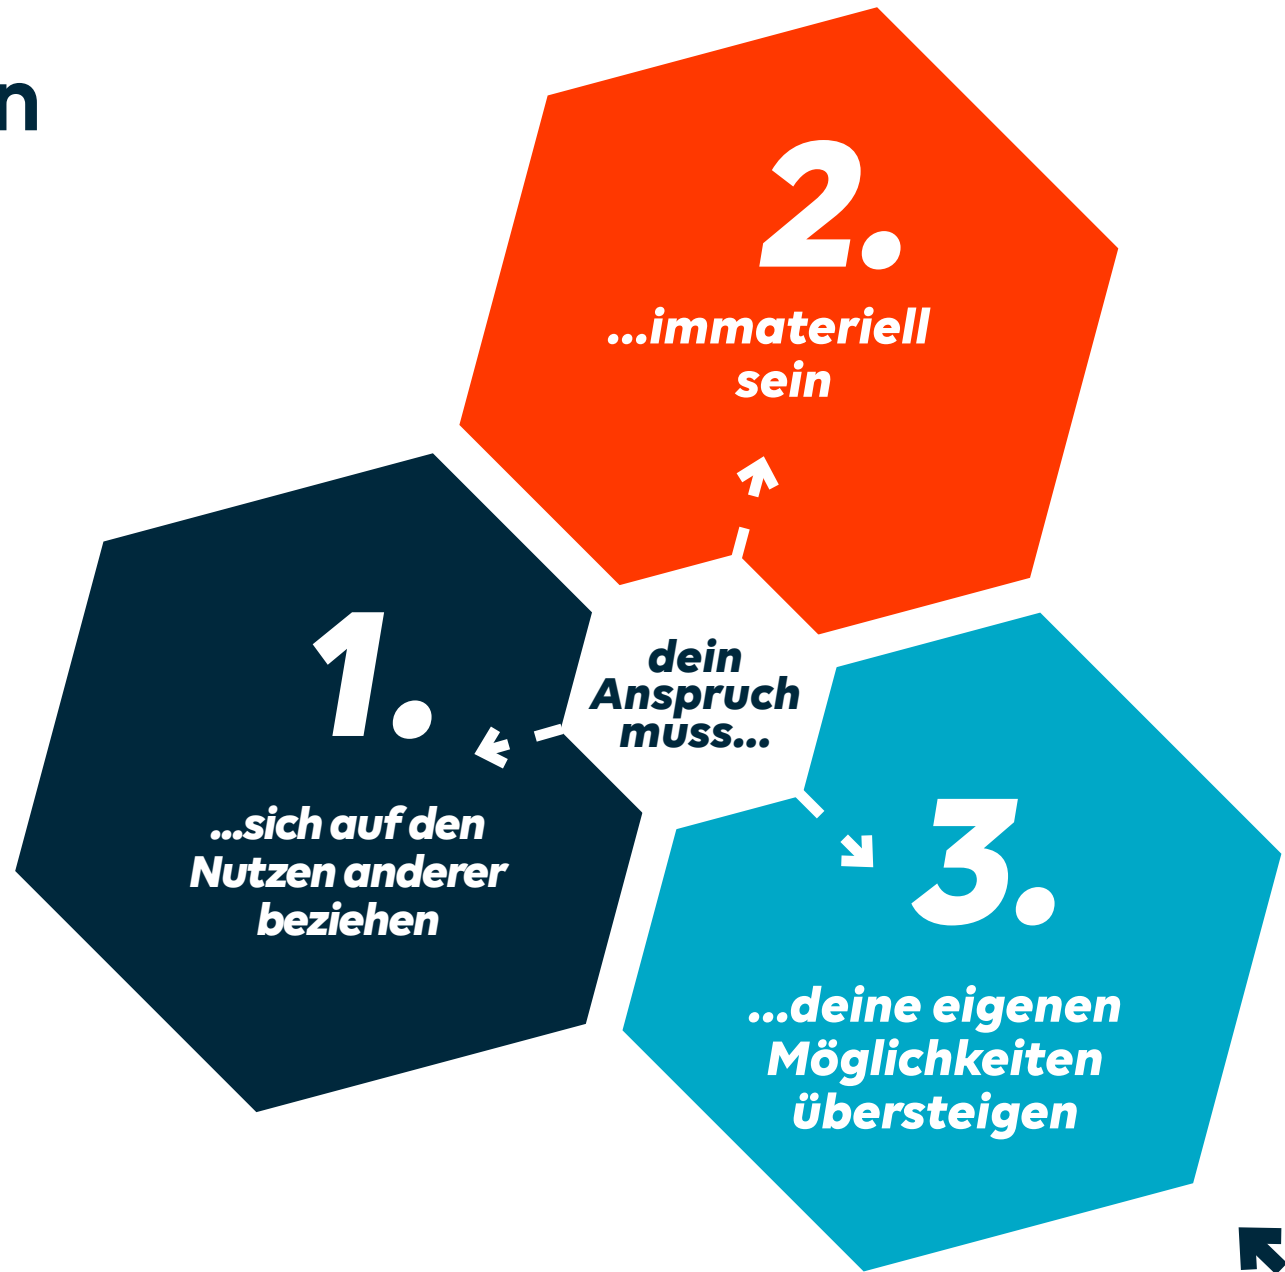 n
dein
Anspruch
muss...
1.
...sich auf den
Nutzen anderer
beziehen
2.
...immateriell
sein
3.
...deine eigenen
Möglichkeiten
übersteigen